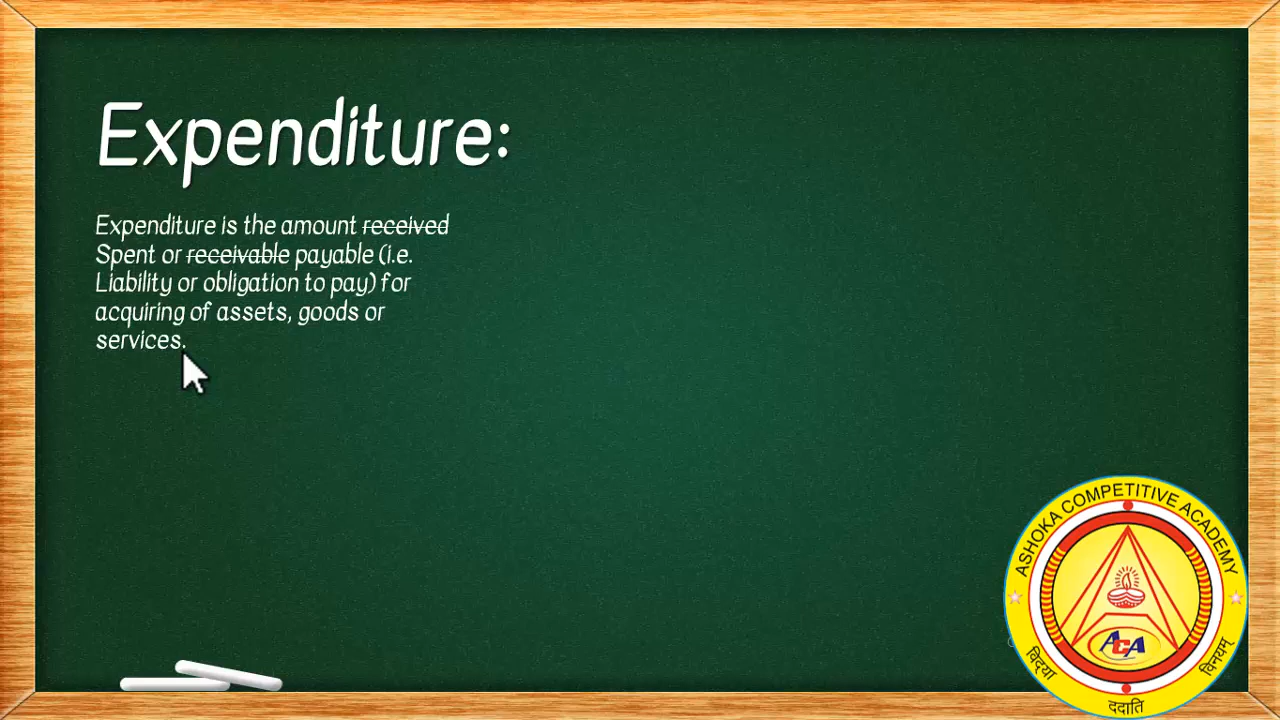 Expenditure:
Expenditure is the amount received
Spent or receivable payable (i.e.
Liability or obligation to pay) for
acquiring of assets, goods or
services.
ASHOKA COMPETITIVE ACADEMY
ACA
विद्या
ददाति
विनयम्